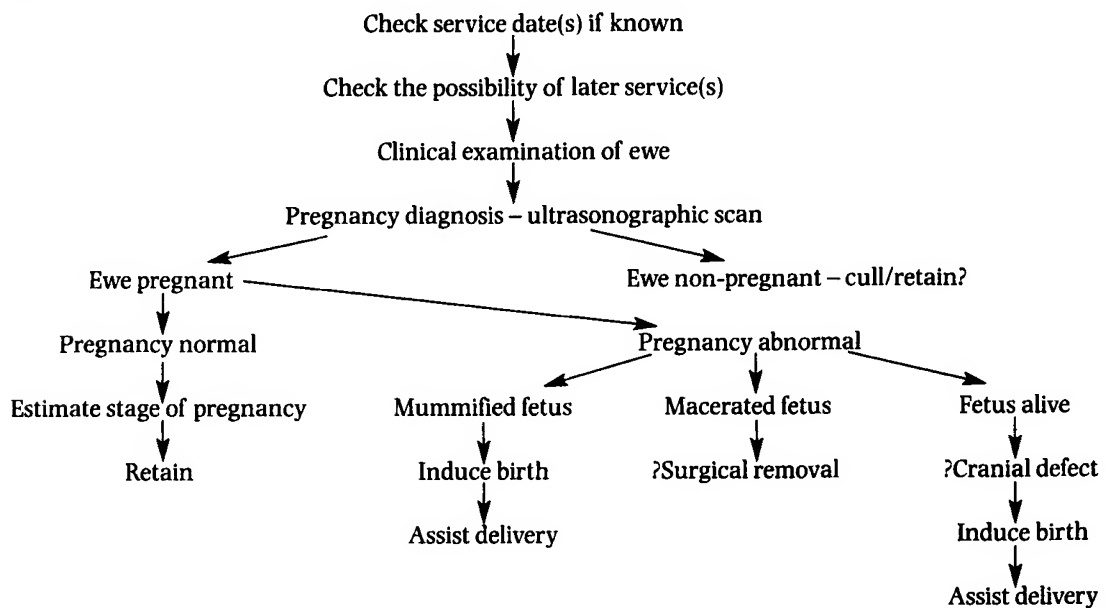 Check service date(s) if known
Check the possibility of later service(s)
Clinical examination of ewe
Pregnancy diagnosis – ultrasonographic scan
Ewe pregnant
Ewe non-pregnant – cull/retain?
Pregnancy normal
Pregnancy abnormal
Estimate stage of pregnancy
Mummified fetus
Macerated fetus
Fetus alive
Retain
Induce birth
?Surgical removal
?Cranial defect
Assist delivery
Induce birth
Assist delivery